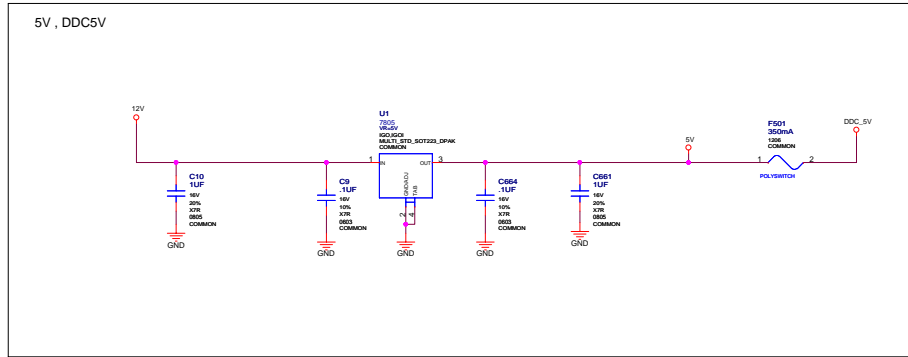 5V , DDC5V
12V
U1
7805
VR=5V
IGO,IGOI
MULTI_STD_SOT223_DPAK
COMMON
1
IN
OUT
3
GND/ADJ
TAB
2
4
GND
C10
1UF
16V
20%
X7R
0805
COMMON
GND
C9
.1UF
16V
10%
X7R
0603
COMMON
GND
C664
.1UF
16V
10%
X7R
0603
COMMON
GND
C661
1UF
16V
20%
X7R
0805
COMMON
GND
5V
F501
350mA
1206
COMMON
1
2
POLYSWITCH
DDC_5V